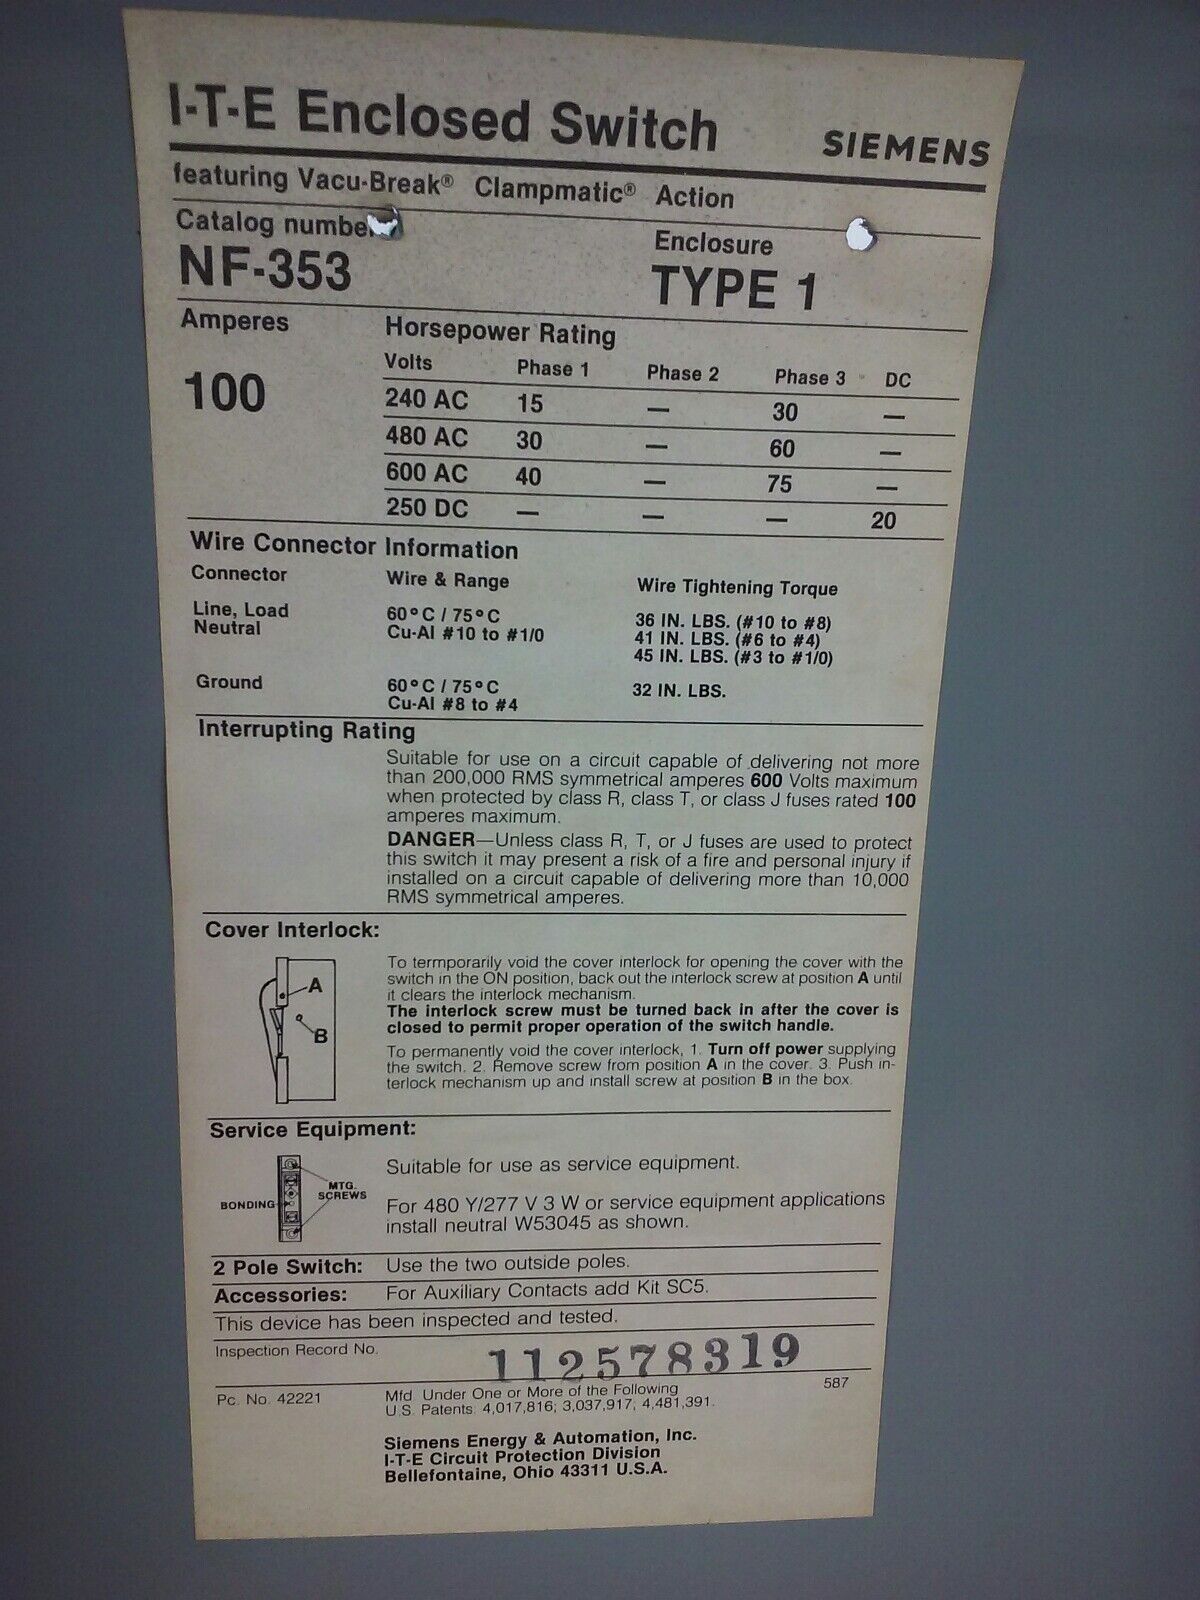 I-T-E Enclosed Switch SIEMENS
featuring Vacu-Break® Clampmatic® Action
Catalog numbe
NF-353
Enclosure
TYPE 1
Amperes
100
Horsepower Rating
Volts Phase 1 Phase 2 Phase 3 DC
240 AC 15 — 30 —
480 AC 30 — 60 —
600 AC 40 — 75 —
250 DC — — — 20
Wire Connector Information
Connector Wire & Range Wire Tightening Torque
Line, Load
Neutral
60°C / 75°C
Cu-Al #10 to #1/0
36 IN. LBS. (#10 to #8)
41 IN. LBS. (#6 to #4)
45 IN. LBS. (#3 to #1/0)
Ground
60°C / 75°C
Cu-Al #8 to #4
32 IN. LBS.
Interrupting Rating
Suitable for use on a circuit capable of delivering not more
than 200,000 RMS symmetrical amperes 600 Volts maximum
when protected by class R, class T, or class J fuses rated 100
amperes maximum.
DANGER—Unless class R, T, or J fuses are used to protect
this switch it may present a risk of a fire and personal injury if
installed on a circuit capable of delivering more than 10,000
RMS symmetrical amperes.
Cover Interlock:
A
B
To termporarily void the cover interlock for opening the cover with the
switch in the ON position, back out the interlock screw at position A until
it clears the interlock mechanism.
The interlock screw must be turned back in after the cover is
closed to permit proper operation of the switch handle.
To permanently void the cover interlock, 1. Turn off power supplying
the switch. 2. Remove screw from position A in the cover. 3. Push in-
terlock mechanism up and install screw at position B in the box.
Service Equipment:
BONDING
MTG.
SCREWS
Suitable for use as service equipment.
For 480 Y/277 V 3 W or service equipment applications
install neutral W53045 as shown.
2 Pole Switch: Use the two outside poles.
Accessories: For Auxiliary Contacts add Kit SC5.
This device has been inspected and tested.
Inspection Record No. 112578319
Pc. No. 42221
Mfd. Under One or More of the Following
U.S. Patents: 4,017,816; 3,037,917; 4,481,391.
587
Siemens Energy & Automation, Inc.
I-T-E Circuit Protection Division
Bellefontaine, Ohio 43311 U.S.A.